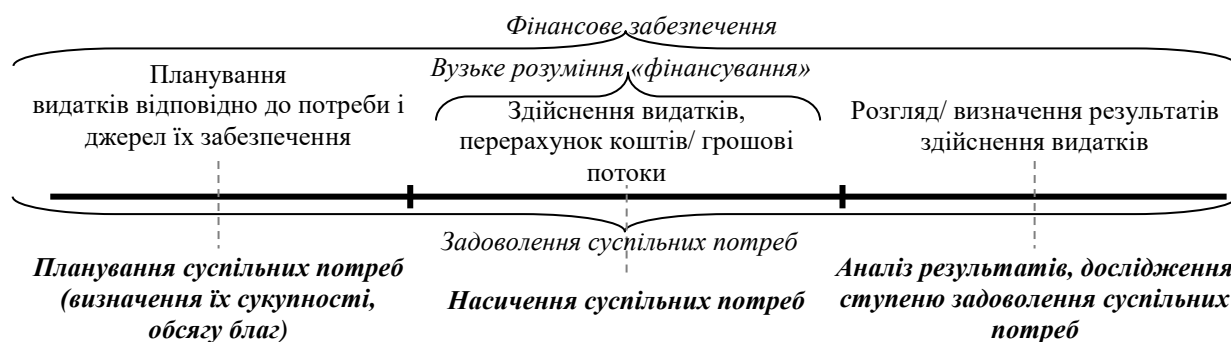 Фінансове забезпечення
Вузьке розуміння «фінансування»
Планування
видатків відповідно до потреби і
джерел їх забезпечення
Здійснення видатків,
перерахунок коштів/ грошові
потоки
Розгляд/ визначення результатів
здійснення видатків
Задоволення суспільних потреб
Планування суспільних потреб
(визначення їх сукупності,
обсягу благ)
Насичення суспільних потреб
Аналіз результатів, дослідження
ступеню задоволення суспільних
потреб